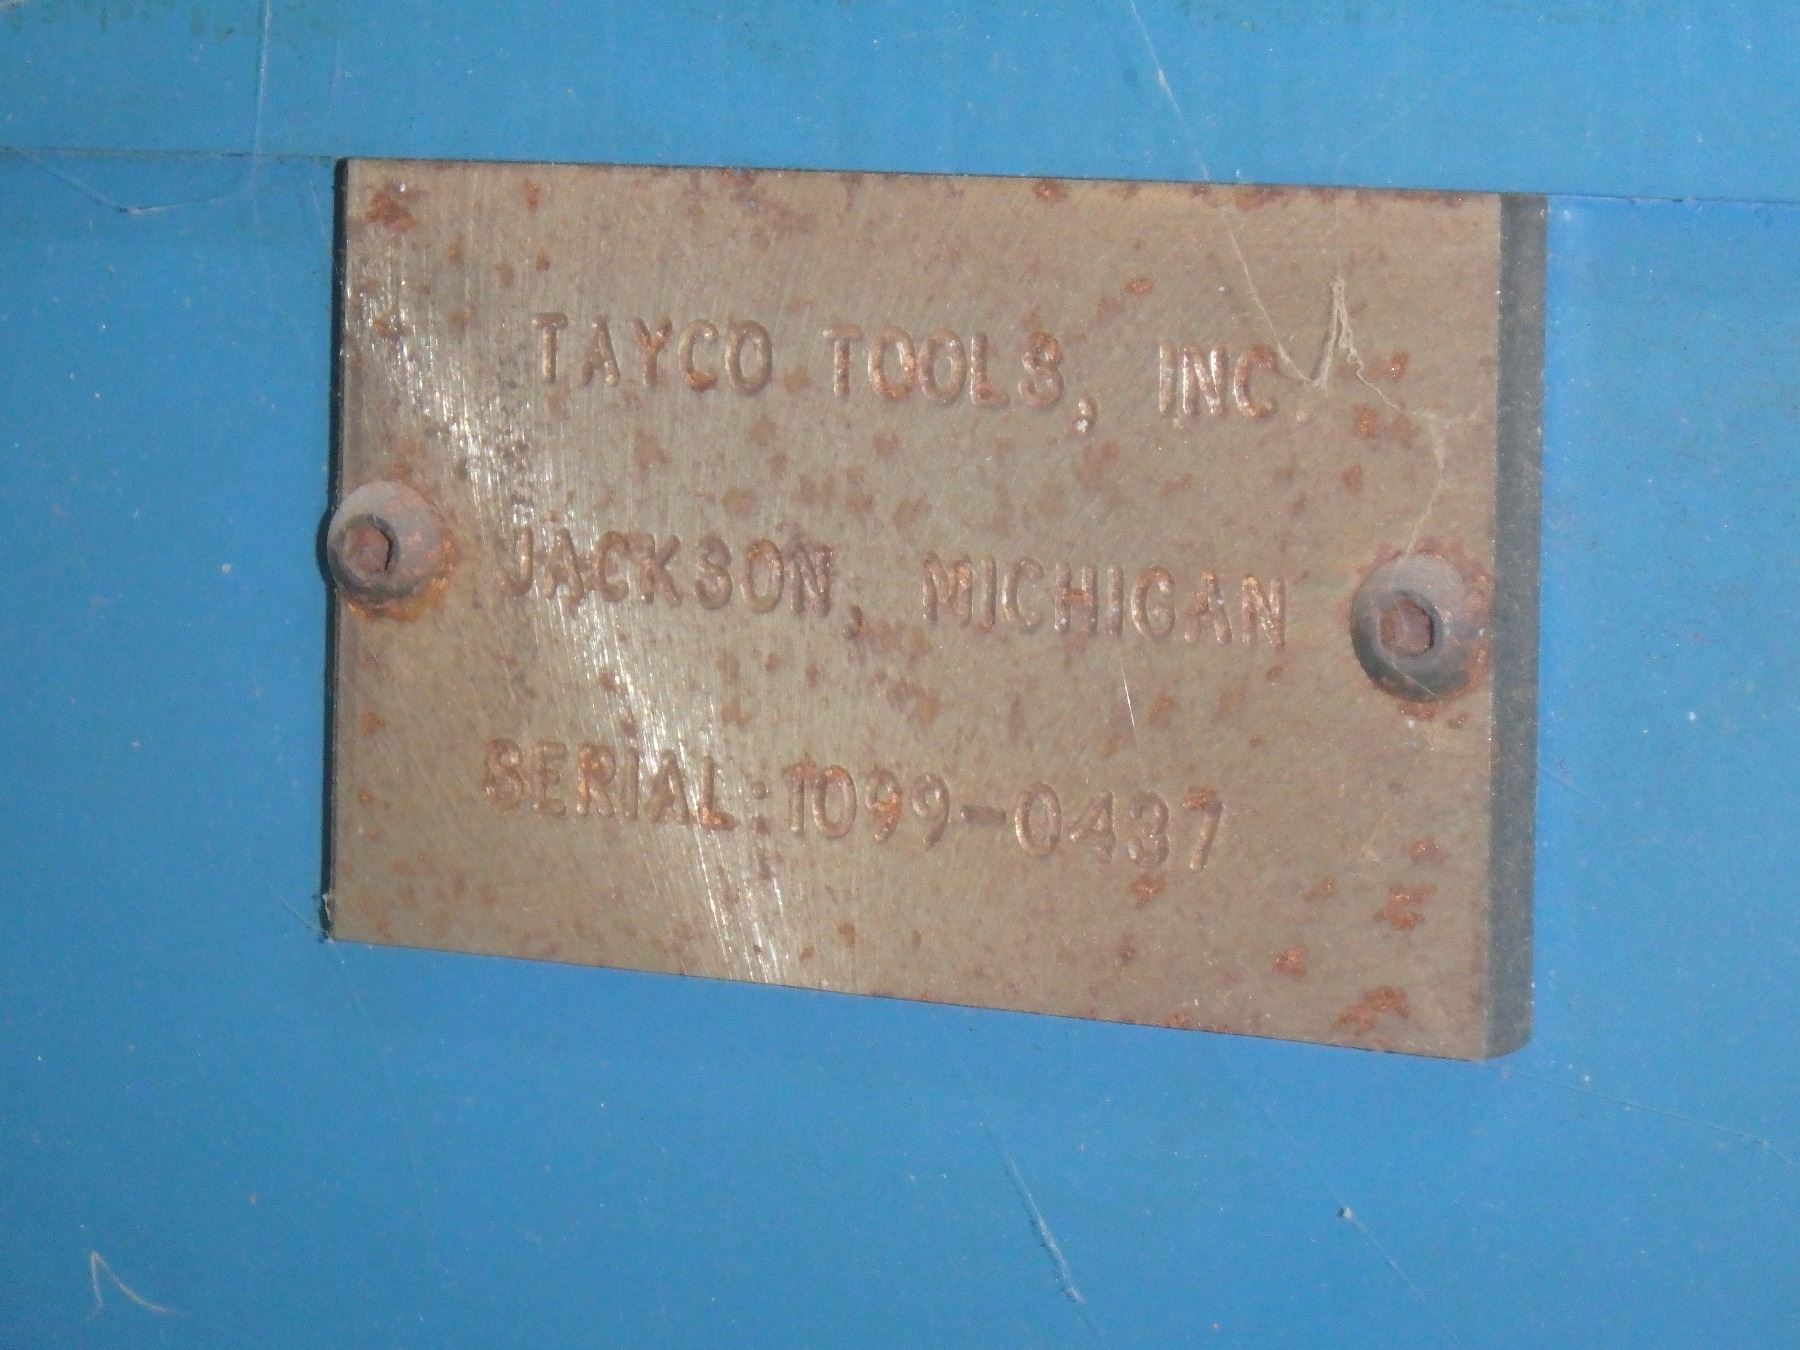 TAYCO TOOLS, INC.
JACKSON, MICHIGAN
SERIAL:1099-0437